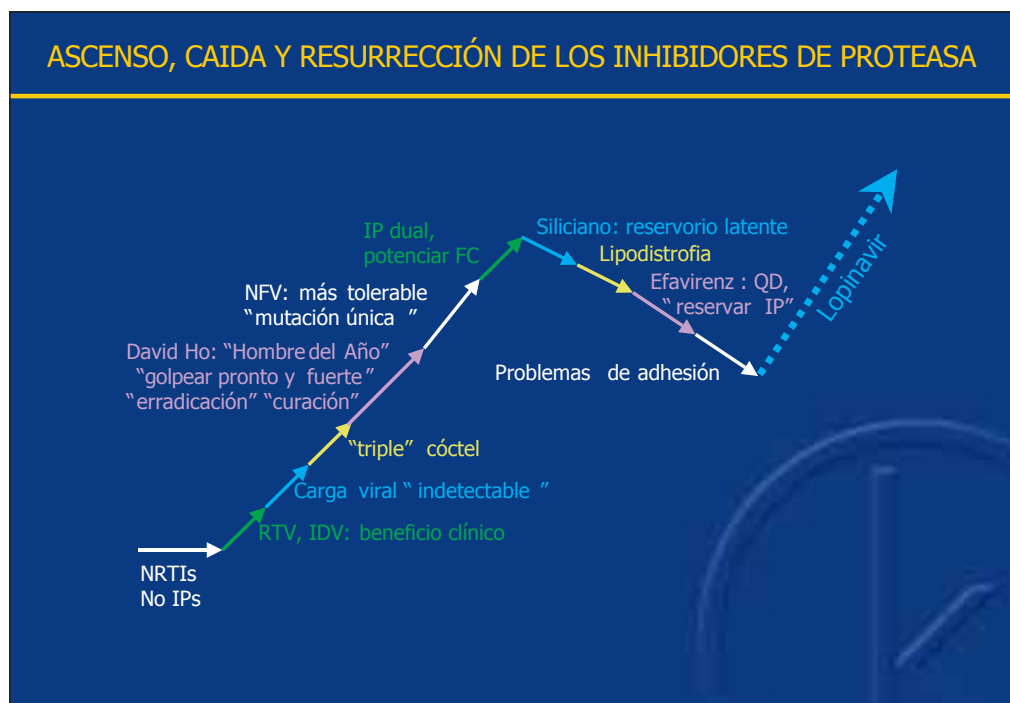 ASCENSO, CAIDA Y RESURRECCIÓN DE LOS INHIBIDORES DE PROTEASA
IP dual,
potenciar FC
Siliciano: reservorio latente
Lipodistrofia
Efavirenz : QD,
“ reservar IP”
Lopinavir
NFV: más tolerable
“mutación única ”
David Ho: “Hombre del Año”
“golpear pronto y fuerte”
“erradicación” “curación”
Problemas de adhesión
“triple” cóctel
Carga viral “ indetectable ”
RTV, IDV: beneficio clínico
NRTIs
No IPs